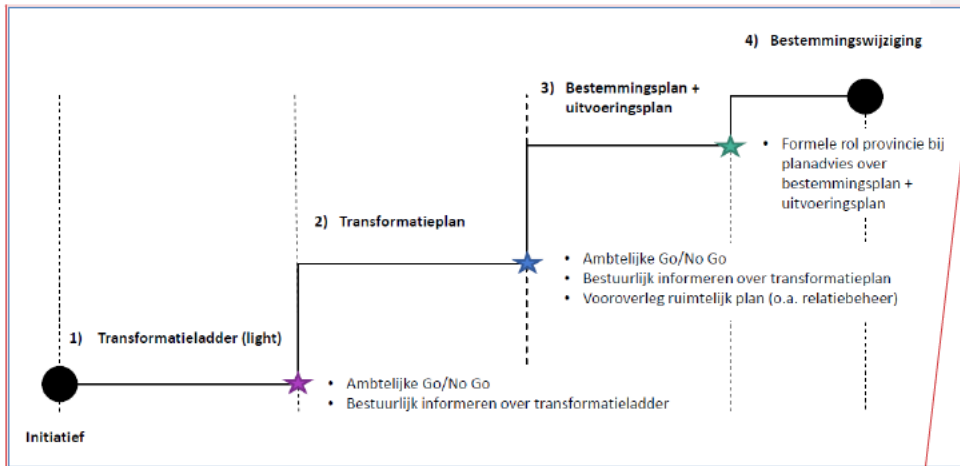 4) Bestemmingswijziging
3) Bestemmingsplan +
uitvoeringsplan
• Formele rol provincie bij
planadvies over
bestemmingsplan +
uitvoeringsplan
2) Transformatieplan
• Ambtelijke Go/No Go
• Bestuurlijk informeren over transformatieplan
• Vooroverleg ruimtelijk plan (o.a. relatiebeheer)
1) Transformatieladder (light)
• Ambtelijke Go/No Go
• Bestuurlijk informeren over transformatieladder
Initiatief